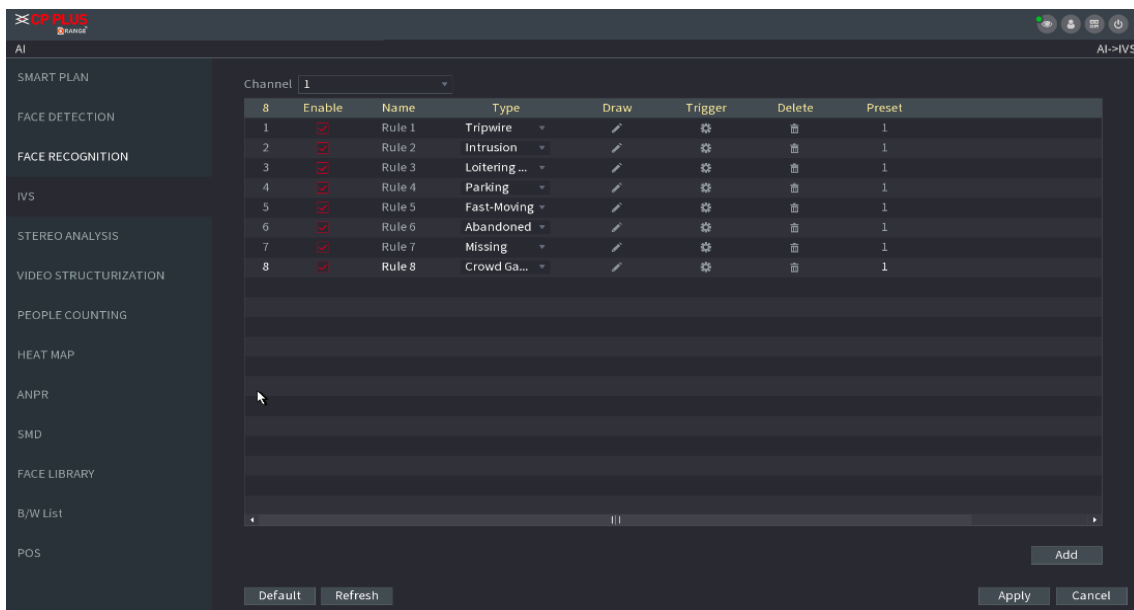 CP PLUS
ORANGE
AI
AI->IVS
SMART PLAN
FACE DETECTION
FACE RECOGNITION
IVS
STEREO ANALYSIS
VIDEO STRUCTURIZATION
PEOPLE COUNTING
HEAT MAP
ANPR
SMD
FACE LIBRARY
B/W List
POS
Channel 1
8 Enable Name Type Draw Trigger Delete Preset
1 Rule 1 Tripwire 1
2 Rule 2 Intrusion 1
3 Rule 3 Loitering ... 1
4 Rule 4 Parking 1
5 Rule 5 Fast-Moving 1
6 Rule 6 Abandoned 1
7 Rule 7 Missing 1
8 Rule 8 Crowd Ga... 1
Add
Default Refresh Apply Cancel